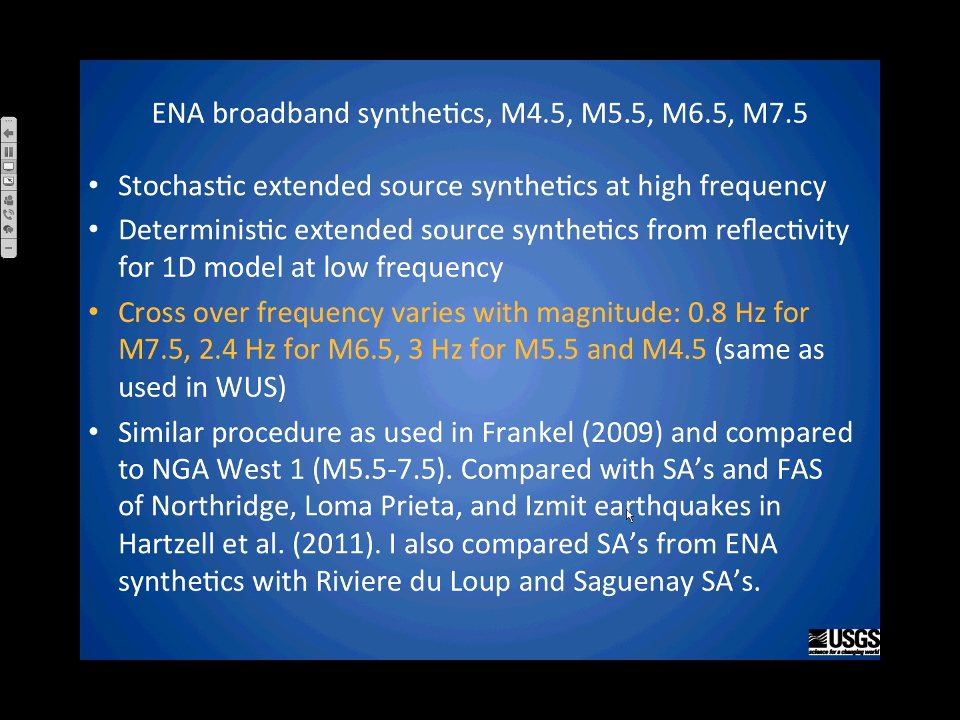 ENA broadband synthetics, M4.5, M5.5, M6.5, M7.5
• Stochastic extended source synthetics at high frequency
• Deterministic extended source synthetics from reflectivity
for 1D model at low frequency
• Cross over frequency varies with magnitude: 0.8 Hz for
M7.5, 2.4 Hz for M6.5, 3 Hz for M5.5 and M4.5 (same as
used in WUS)
• Similar procedure as used in Frankel (2009) and compared
to NGA West 1 (M5.5-7.5). Compared with SA’s and FAS
of Northridge, Loma Prieta, and Izmit earthquakes in
Hartzell et al. (2011). I also compared SA’s from ENA
synthetics with Riviere du Loup and Saguenay SA’s.
USGS
science for a changing world